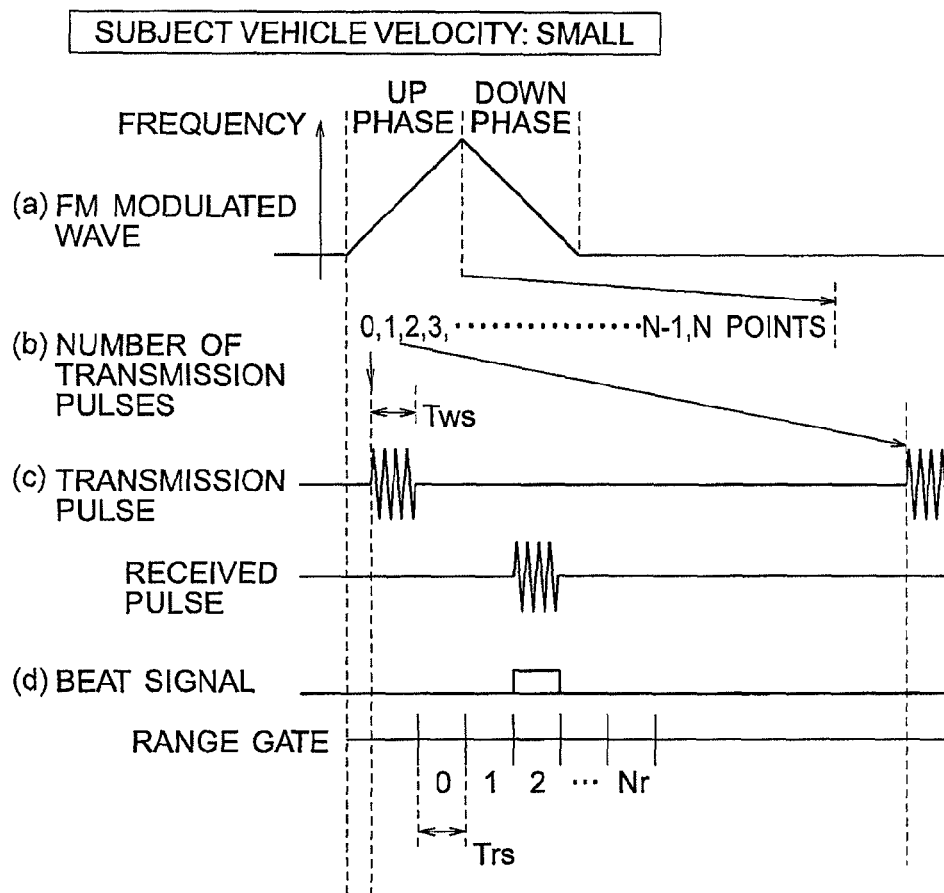 SUBJECT VEHICLE VELOCITY: SMALL
UP PHASE
DOWN PHASE
FREQUENCY
(a) FM MODULATED
WAVE
0,1,2,3,··················N-1,N POINTS
(b) NUMBER OF
TRANSMISSION
PULSES
Tws
(c) TRANSMISSION
PULSE
RECEIVED
PULSE
(d) BEAT SIGNAL
RANGE GATE
0 1 2 ··· Nr
Trs